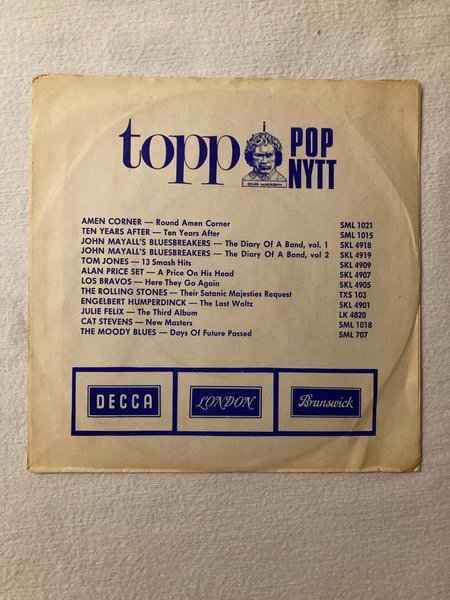 topp i POP
NYTT
AMEN CORNER — Round Amen Corner SML 1021
TEN YEARS AFTER — Ten Years After SML 1015
JOHN MAYALL'S BLUESBREAKERS — The Diary Of A Band, vol. 1 SKL 4918
JOHN MAYALL'S BLUESBREAKERS — The Diary Of A Band, vol 2 SKL 4919
TOM JONES — 13 Smash Hits SKL 4909
ALAN PRICE SET — A Price On His Head SKL 4907
LOS BRAVOS — Here They Go Again SKL 4905
THE ROLLING STONES — Their Satanic Majesties Request TXS 103
ENGELBERT HUMPERDINCK — The Last Waltz SKL 4901
JULIE FELIX — The Third Album LK 4820
CAT STEVENS — New Masters SML 1018
THE MOODY BLUES — Days Of Future Passed SML 707
DECCA LONDON Brunswick